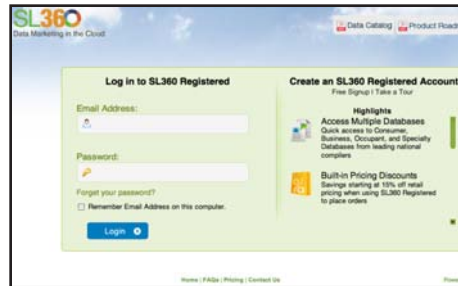 SL360
Data Marketing in the Cloud
Data Catalog
Product Road
Log in to SL360 Registered
Email Address:
Password:
Forget your password?
Remember Email Address on this computer.
Login
Create an SL360 Registered Account
Free Signup | Take a Tour
Highlights
Access Multiple Databases
Quick access to Consumer,
Business, Occupant, and Specialty
Databases from leading national
compilers
Built-in Pricing Discounts
Savings starting at 15% off retail
pricing when using SL360 Registered
to place orders
Home | FAQs | Pricing | Contact Us
Powe